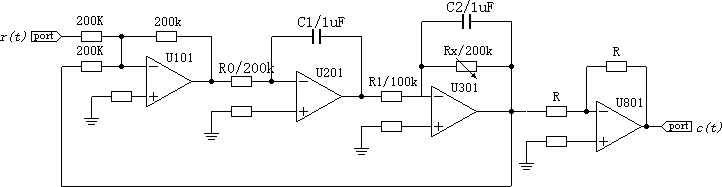 C2/1uF
200K
200k
C1/1uF
r(t)
port
200K
U101
R0/200k
U201
R1/100k
Rx/200k
U301
R
R
U801
port
c(t)